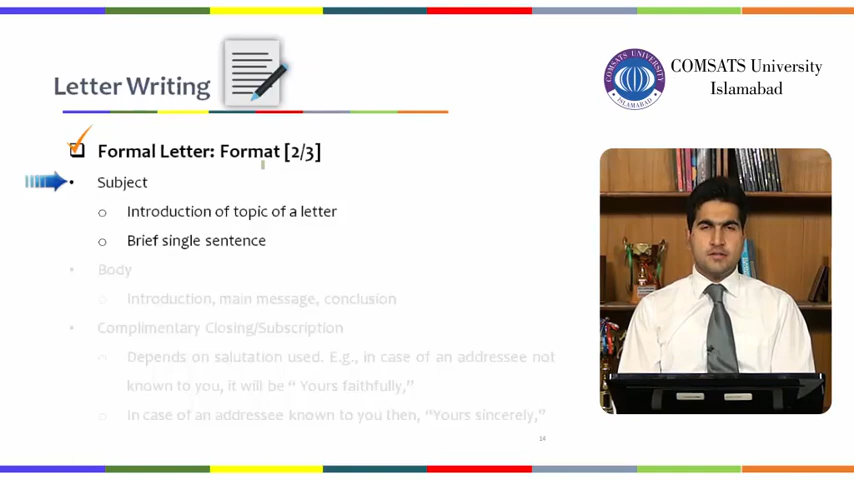 Letter Writing
COMSATS University
Islamabad
COMSATS UNIVERSITY
ISLAMABAD
Formal Letter: Format [2/3]
• Subject
o Introduction of topic of a letter
o Brief single sentence
• Body
o Introduction, main message, conclusion
• Complimentary Closing/Subscription
o Depends on salutation used. E.g., in case of an addressee not
known to you, it will be “ Yours faithfully,”
o In case of an addressee known to you then, “Yours sincerely,”
14